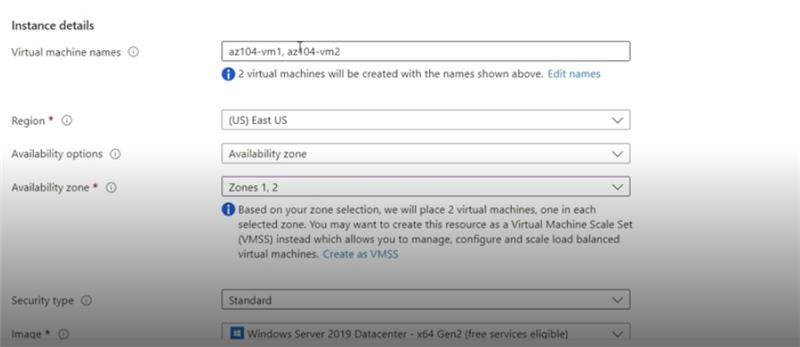 Instance details
Virtual machine names
az104-vm1, az104-vm2
2 virtual machines will be created with the names shown above. Edit names
Region *
(US) East US
Availability options
Availability zone
Availability zone *
Zones 1, 2
Based on your zone selection, we will place 2 virtual machines, one in each
selected zone. You may want to create this resource as a Virtual Machine Scale Set
(VMSS) instead which allows you to manage, configure and scale load balanced
virtual machines. Create as VMSS
Security type
Standard
Image *
Windows Server 2019 Datacenter - x64 Gen2 (free services eligible)